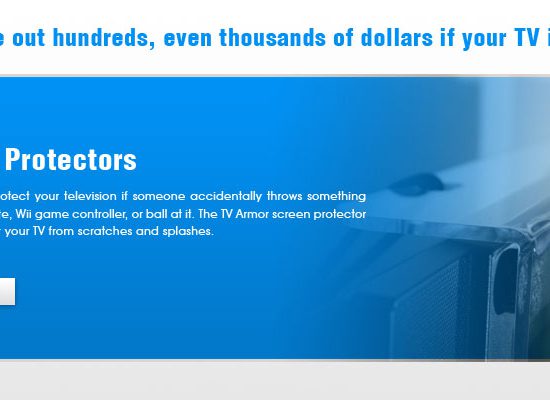 out hundreds, even thousands of dollars if your TV
Protectors
otect your television if someone accidentally throws something
e, Wii game controller, or ball at it. The TV Armor screen protector
your TV from scratches and splashes.